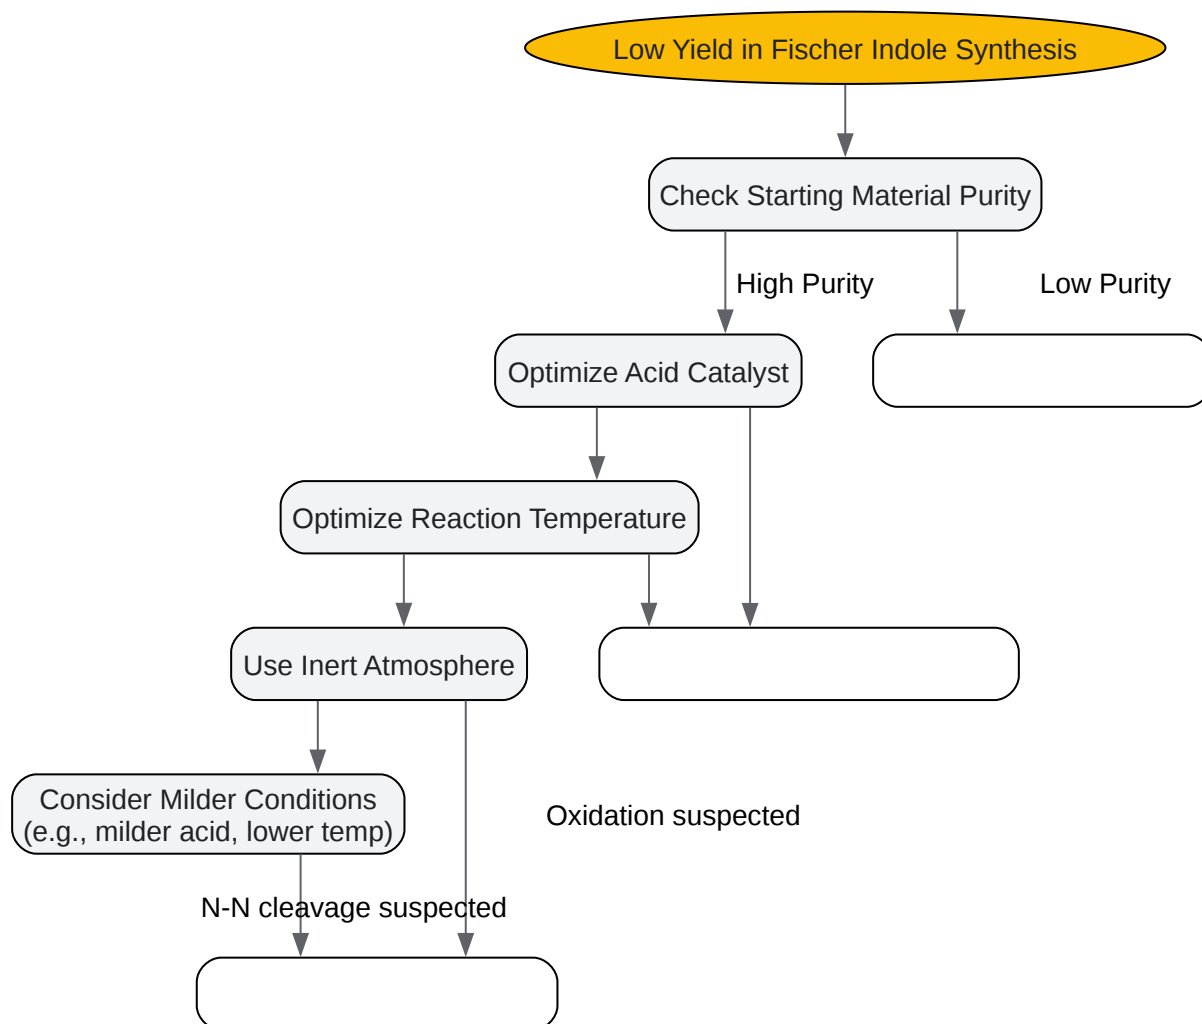 Low Yield in Fischer Indole Synthesis
Check Starting Material Purity
High Purity
Low Purity
Optimize Acid Catalyst
Optimize Reaction Temperature
Use Inert Atmosphere
Consider Milder Conditions
(e.g., milder acid, lower temp)
Oxidation suspected
N-N cleavage suspected